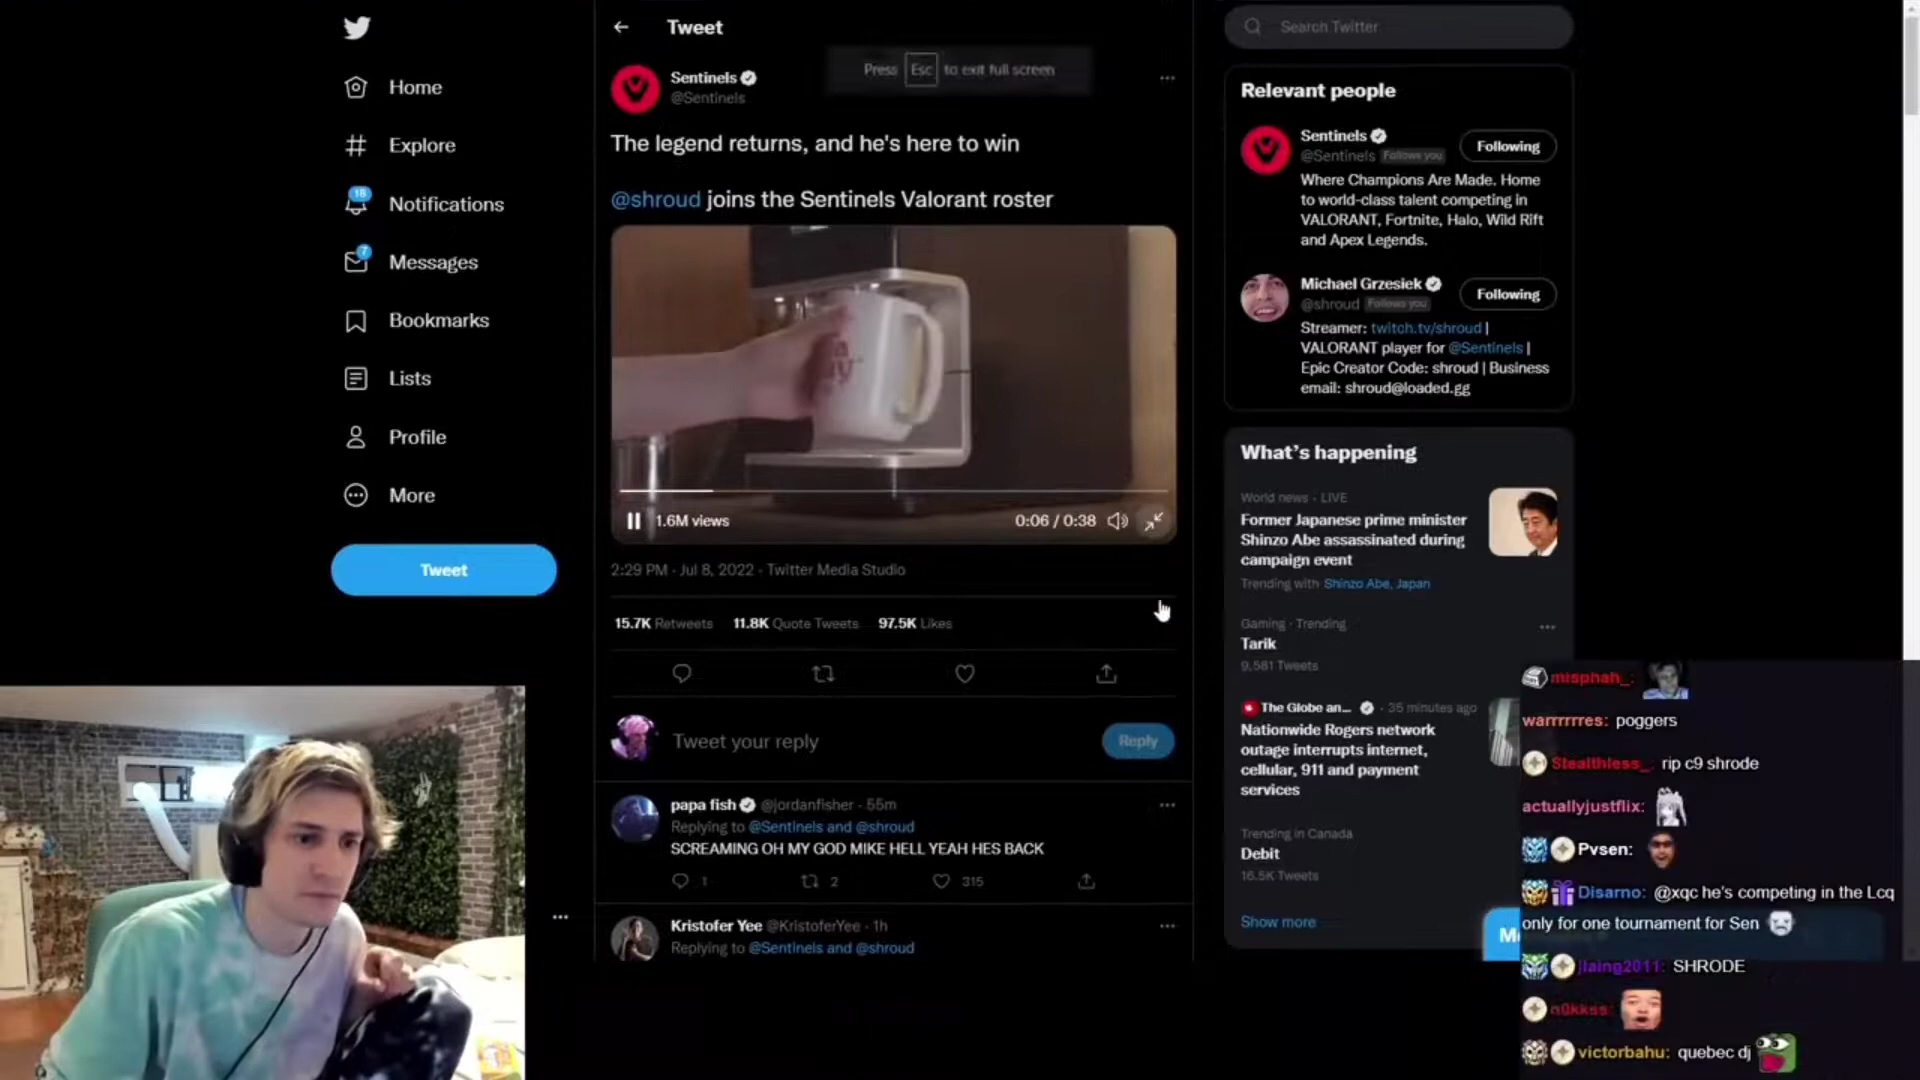 Home
Explore
18
Notifications
7
Messages
Bookmarks
Lists
Profile
More
Tweet
Tweet
Press Esc to exit full screen
Sentinels
@Sentinels
The legend returns, and he's here to win
@shroud joins the Sentinels Valorant roster
1.6M views
0:06 / 0:38
2:29 PM · Jul 8, 2022 · Twitter Media Studio
15.7K Retweets 11.8K Quote Tweets 97.5K Likes
Tweet your reply
Reply
papa fish @jordanfisher · 55m
Replying to @Sentinels and @shroud
SCREAMING OH MY GOD MIKE HELL YEAH HES BACK
1 2 315
Kristofer Yee @KristoferYee · 1h
Replying to @Sentinels and @shroud
Search Twitter
Relevant people
Sentinels
@Sentinels Follows you
Following
Where Champions Are Made. Home
to world-class talent competing in
VALORANT, Fortnite, Halo, Wild Rift
and Apex Legends.
Michael Grzesiek
@shroud Follows you
Following
Streamer: twitch.tv/shroud |
VALORANT player for @Sentinels |
Epic Creator Code: shroud | Business
email: shroud@loaded.gg
What's happening
World news · LIVE
Former Japanese prime minister
Shinzo Abe assassinated during
campaign event
Trending with Shinzo Abe, Japan
Gaming · Trending
Tarik
9,581 Tweets
The Globe an... · 35 minutes ago
Nationwide Rogers network
outage interrupts internet,
cellular, 911 and payment
services
Trending in Canada
Debit
16.5K Tweets
Show more
misphah_:
warrrrrres: poggers
Stealthless_: rip c9 shrode
actuallyjustflix:
Pvsen:
Disarno: @xqc he's competing in the Lcq
only for one tournament for Sen
jlaing2011: SHRODE
n0kkss:
victorbahu: quebec dj